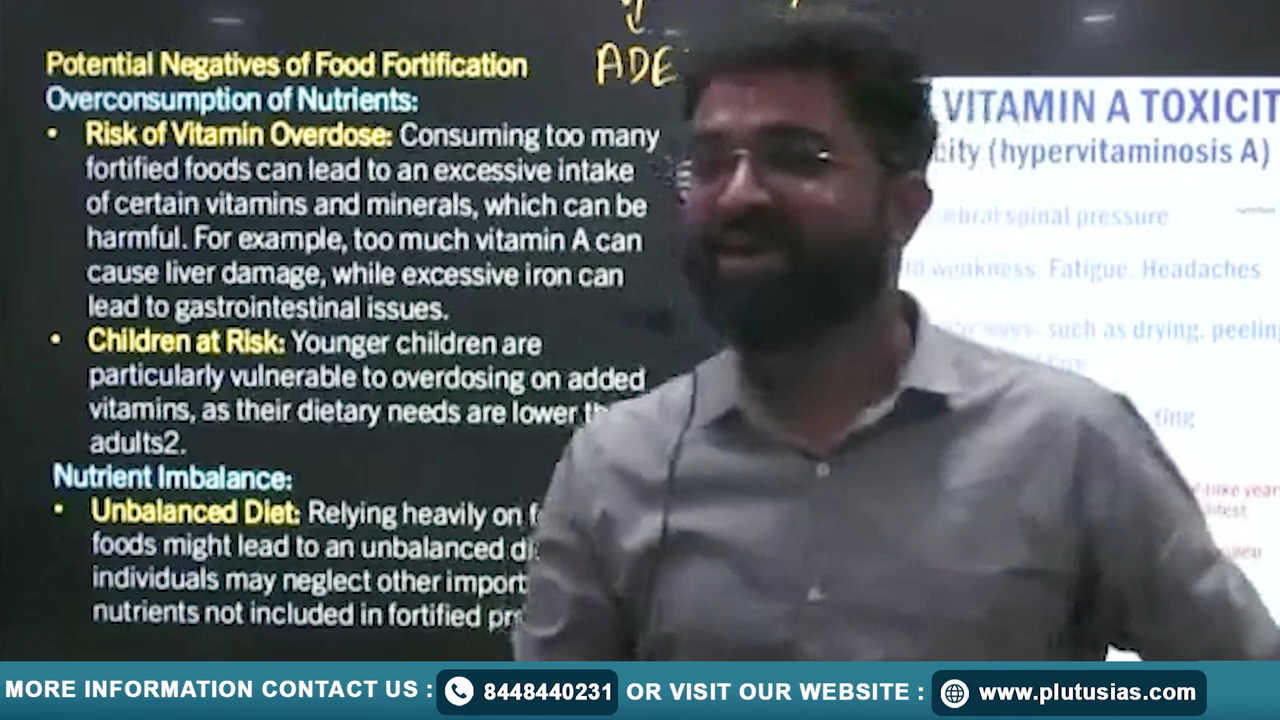 ADE
Potential Negatives of Food Fortification
Overconsumption of Nutrients:
• Risk of Vitamin Overdose: Consuming too many
fortified foods can lead to an excessive intake
of certain vitamins and minerals, which can be
harmful. For example, too much vitamin A can
cause liver damage, while excessive iron can
lead to gastrointestinal issues.
• Children at Risk: Younger children are
particularly vulnerable to overdosing on added
vitamins, as their dietary needs are lower
adults2.
Nutrient Imbalance:
• Unbalanced Diet: Relying heavily on
foods might lead to an unbalanced
individuals may neglect other
nutrients not included in fortified
VITAMIN A
(hypervitaminosis A)
spinal pressure
weakness. Fatigue. Headaches
such as drying, peeling
MORE INFORMATION CONTACT US : 8448440231 OR VISIT OUR WEBSITE : www.plutusias.com